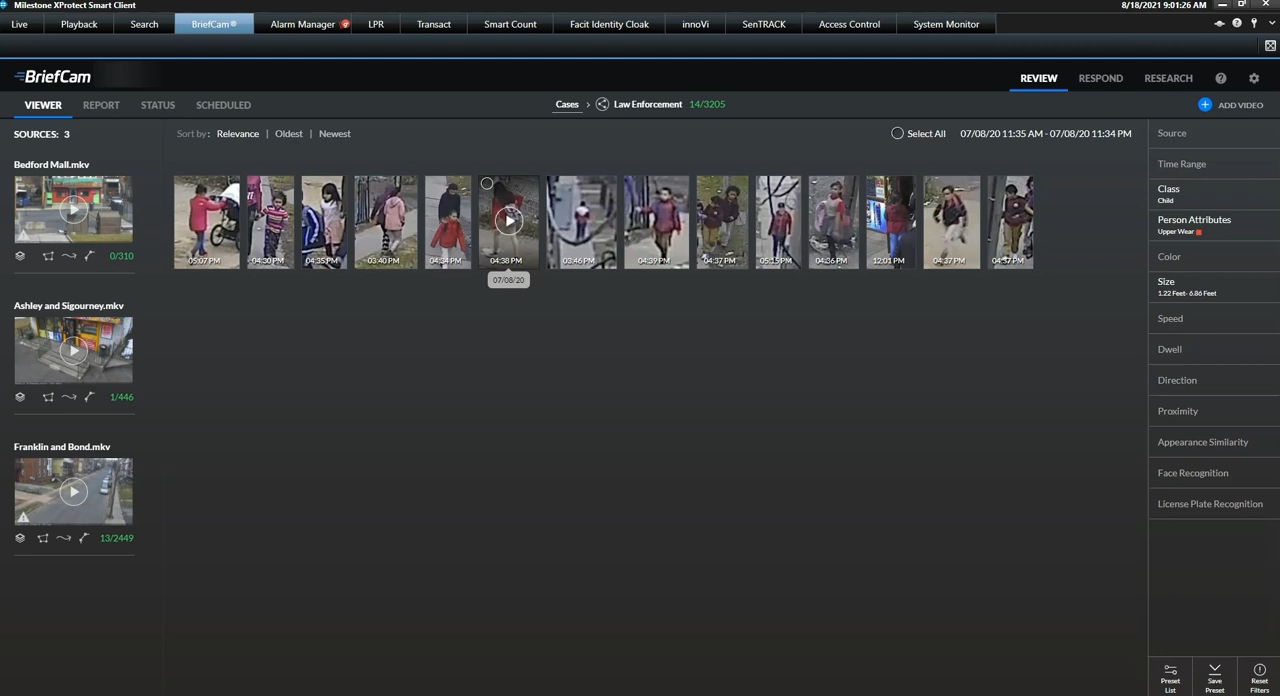 Milestone XProtect Smart Client
8/18/2021 9:01:26 AM
Live Playback Search BriefCam Alarm Manager LPR Transact Smart Count Facit Identity Cloak innoVi SenTRACK Access Control System Monitor
BriefCam
REVIEW RESPOND RESEARCH
VIEWER REPORT STATUS SCHEDULED
Cases > Law Enforcement 14/3205
ADD VIDEO
SOURCES: 3
Sort by: Relevance | Oldest | Newest
Select All 07/08/20 11:35 AM - 07/08/20 11:34 PM
Bedford Mall.mkv
0/310
Ashley and Sigourney.mkv
1/446
Franklin and Bond.mkv
13/2449
05:07 PM 04:30 PM 04:35 PM 03:40 PM 04:34 PM 04:38 PM 03:46 PM 04:39 PM 04:37 PM 05:15 PM 04:36 PM 12:01 PM 04:37 PM 04:37 PM
07/08/20
Source
Time Range
Class
Child
Person Attributes
Upper Wear
Color
Size
1.22 Feet- 6.86 Feet
Speed
Dwell
Direction
Proximity
Appearance Similarity
Face Recognition
License Plate Recognition
Preset List
Save Preset
Reset Filters